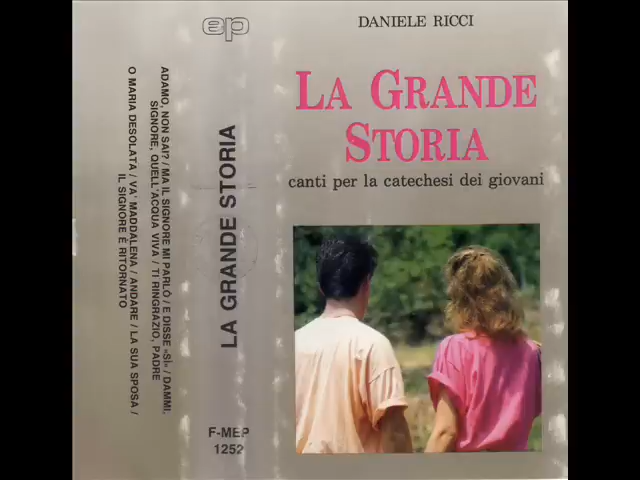 ep
ADAMO, NON SAI? / MA IL SIGNORE MI PARLÒ / E DISSE «SÌ» / DAMMI,
SIGNORE, QUELL'ACQUA VIVA / TI RINGRAZIO, PADRE
O MARIA DESOLATA / VA' MADDALENA / ANDARE / LA SUA SPOSA /
IL SIGNORE È RITORNATO
LA GRANDE STORIA
F-MEP
1252
DANIELE RICCI
LA GRANDE
STORIA
canti per la catechesi dei giovani